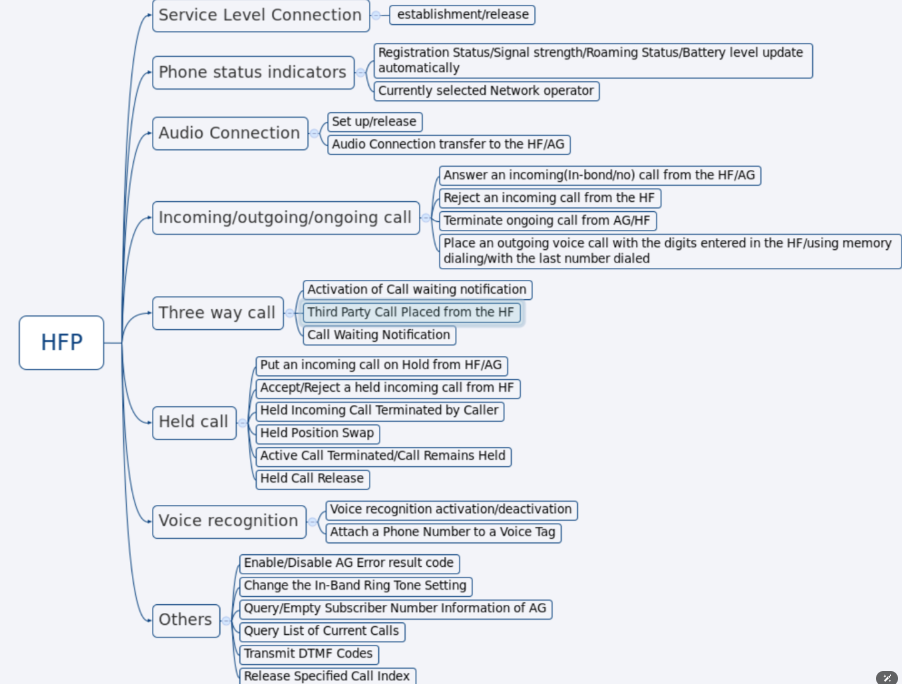 Service Level Connection
establishment/release
Phone status indicators
Registration Status/Signal strength/Roaming Status/Battery level update
automatically
Currently selected Network operator
Audio Connection
Set up/release
Audio Connection transfer to the HF/AG
Incoming/outgoing/ongoing call
Answer an incoming(In-bond/no) call from the HF/AG
Reject an incoming call from the HF
Terminate ongoing call from AG/HF
Place an outgoing voice call with the digits entered in the HF/using memory
dialing/with the last number dialed
Three way call
Activation of Call waiting notification
Third Party Call Placed from the HF
Call Waiting Notification
HFP
Held call
Put an incoming call on Hold from HF/AG
Accept/Reject a held incoming call from HF
Held Incoming Call Terminated by Caller
Held Position Swap
Active Call Terminated/Call Remains Held
Held Call Release
Voice recognition
Voice recognition activation/deactivation
Attach a Phone Number to a Voice Tag
Others
Enable/Disable AG Error result code
Change the In-Band Ring Tone Setting
Query/Empty Subscriber Number Information of AG
Query List of Current Calls
Transmit DTMF Codes
Release Specified Call Index